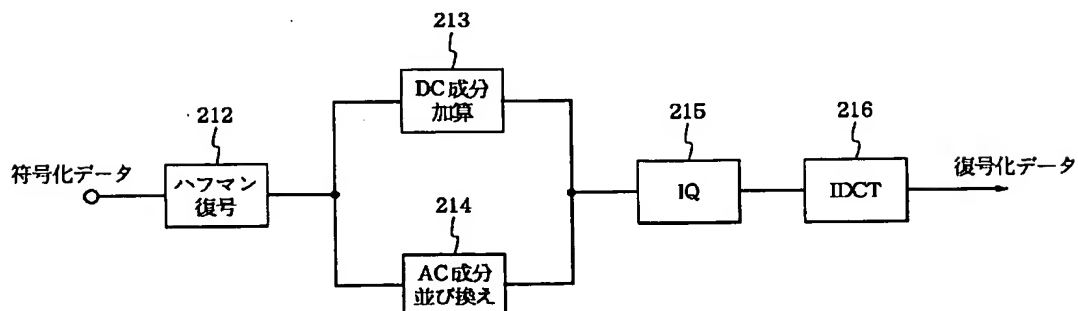 213
DC成分
加算
212
215
216
符号化データ
復号化データ
ハフマン
復号
IQ
IDCT
214
AC成分
並び換え